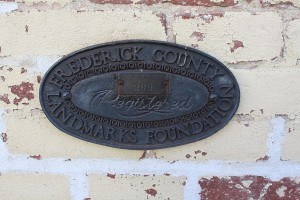 FREDERICK COUNTY
LANDMARKS FOUNDATION
Registered